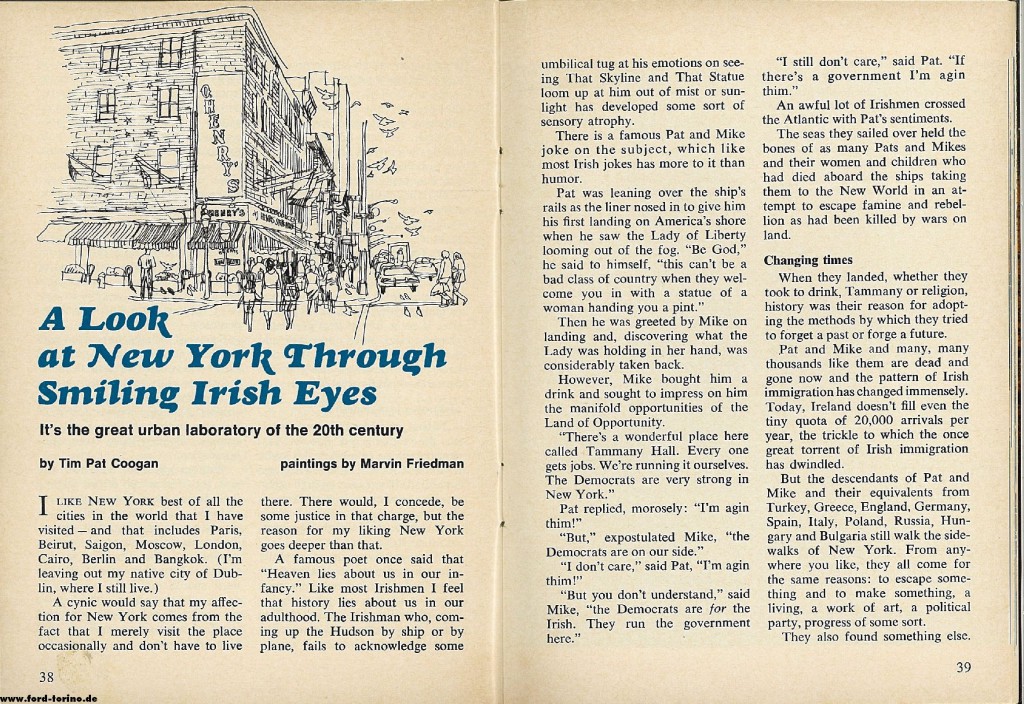 CHENRY'S
CHENRY'S
A Look
at New York Through
Smiling Irish Eyes
It's the great urban laboratory of the 20th century
by Tim Pat Coogan
paintings by Marvin Friedman
I LIKE NEW YORK best of all the
cities in the world that I have
visited — and that includes Paris,
Beirut, Saigon, Moscow, London,
Cairo, Berlin and Bangkok. (I'm
leaving out my native city of Dub-
lin, where I still live.)
A cynic would say that my affec-
tion for New York comes from the
fact that I merely visit the place
occasionally and don't have to live
there. There would, I concede, be
some justice in that charge, but the
reason for my liking New York
goes deeper than that.
A famous poet once said that
“Heaven lies about us in our in-
fancy.” Like most Irishmen I feel
that history lies about us in our
adulthood. The Irishman who, com-
ing up the Hudson by ship or by
plane, fails to acknowledge some
38
umbilical tug at his emotions on see-
ing That Skyline and That Statue
loom up at him out of mist or sun-
light has developed some sort of
sensory atrophy.
There is a famous Pat and Mike
joke on the subject, which like
most Irish jokes has more to it than
humor.
Pat was leaning over the ship's
rails as the liner nosed in to give him
his first landing on America's shore
when he saw the Lady of Liberty
looming out of the fog. “Be God,”
he said to himself, “this can't be a
bad class of country when they wel-
come you in with a statue of a
woman handing you a pint.”
Then he was greeted by Mike on
landing and, discovering what the
Lady was holding in her hand, was
considerably taken back.
However, Mike bought him a
drink and sought to impress on him
the manifold opportunities of the
Land of Opportunity.
“There's a wonderful place here
called Tammany Hall. Every one
gets jobs. We're running it ourselves.
The Democrats are very strong in
New York.”
Pat replied, morosely: “I'm agin
thim!”
“But,” expostulated Mike, “the
Democrats are on our side.”
“I don't care,” said Pat, “I'm agin
thim!”
“But you don't understand,” said
Mike, “the Democrats are for the
Irish. They run the government
here.”
“I still don't care,” said Pat. “If
there's a government I'm agin
thim.”
An awful lot of Irishmen crossed
the Atlantic with Pat's sentiments.
The seas they sailed over held the
bones of as many Pats and Mikes
and their women and children who
had died aboard the ships taking
them to the New World in an at-
tempt to escape famine and rebel-
lion as had been killed by wars on
land.
Changing times
When they landed, whether they
took to drink, Tammany or religion,
history was their reason for adopt-
ing the methods by which they tried
to forget a past or forge a future.
Pat and Mike and many, many
thousands like them are dead and
gone now and the pattern of Irish
immigration has changed immensely.
Today, Ireland doesn't fill even the
tiny quota of 20,000 arrivals per
year, the trickle to which the once
great torrent of Irish immigration
has dwindled.
But the descendants of Pat and
Mike and their equivalents from
Turkey, Greece, England, Germany,
Spain, Italy, Poland, Russia, Hun-
gary and Bulgaria still walk the side-
walks of New York. From any-
where you like, they all come for
the same reasons: to escape some-
thing and to make something, a
living, a work of art, a political
party, progress of some sort.
They also found something else.
39
www.ford-torino.de